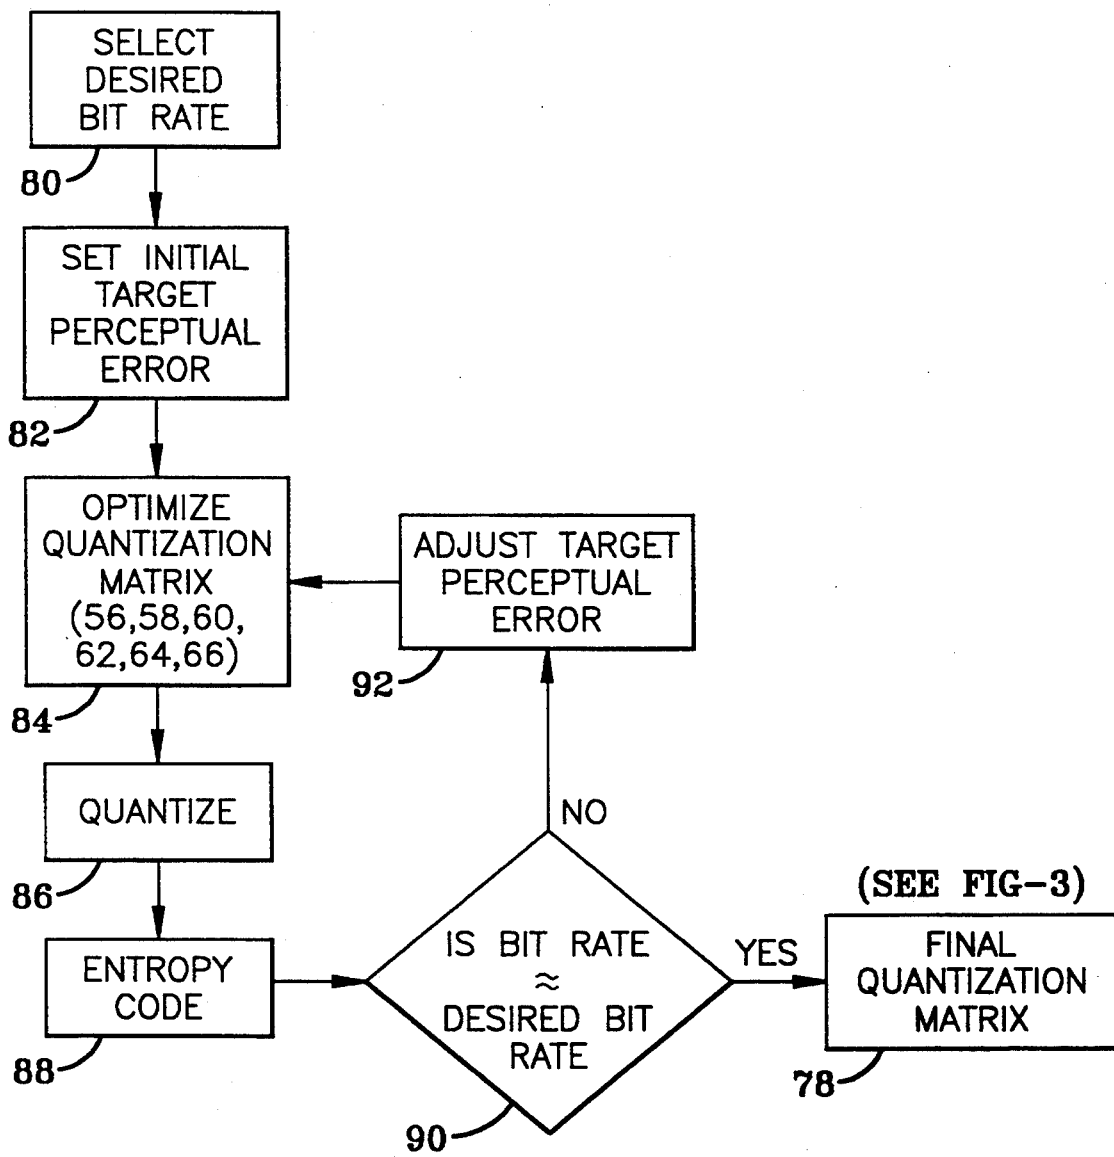 SELECT
DESIRED
BIT RATE
80
SET INITIAL
TARGET
PERCEPTUAL
ERROR
82
OPTIMIZE
QUANTIZATION
MATRIX
(56,58,60,
62,64,66)
84
ADJUST TARGET
PERCEPTUAL
ERROR
92
QUANTIZE
86
NO
ENTROPY
CODE
88
IS BIT RATE
≈
DESIRED BIT
RATE
90
YES
(SEE FIG-3)
FINAL
QUANTIZATION
MATRIX
78